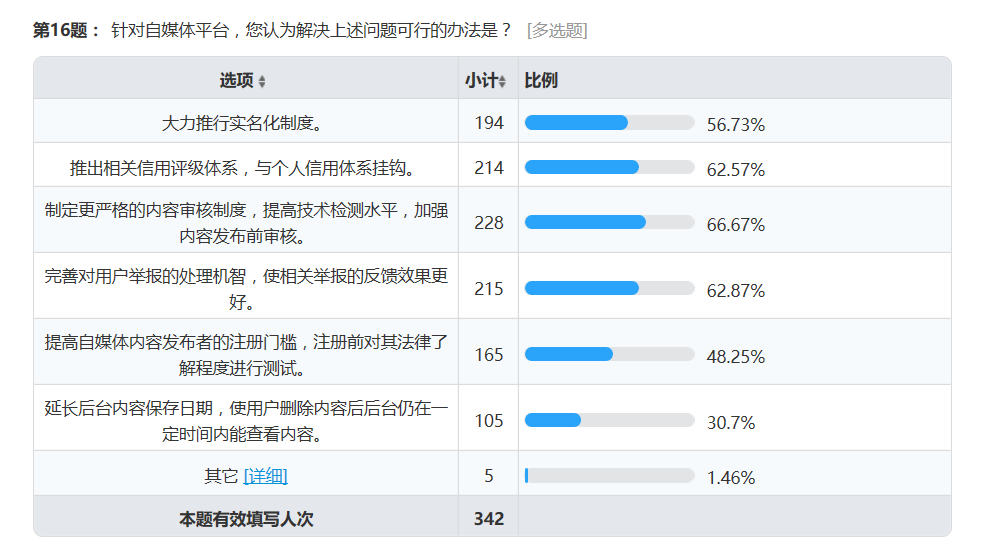 第16题： 针对自媒体平台，您认为解决上述问题可行的办法是？ [多选题]
选项 小计 比例
大力推行实名化制度。 194 56.73%
推出相关信用评级体系，与个人信用体系挂钩。 214 62.57%
制定更严格的内容审核制度，提高技术检测水平，加强
内容发布前审核。 228 66.67%
完善对用户举报的处理机智，使相关举报的反馈效果更
好。 215 62.87%
提高自媒体内容发布者的注册门槛，注册前对其法律了
解程度进行测试。 165 48.25%
延长后台内容保存日期，使用户删除内容后后台仍在一
定时间内能查看内容。 105 30.7%
其它 [详细] 5 1.46%
本题有效填写人次 342